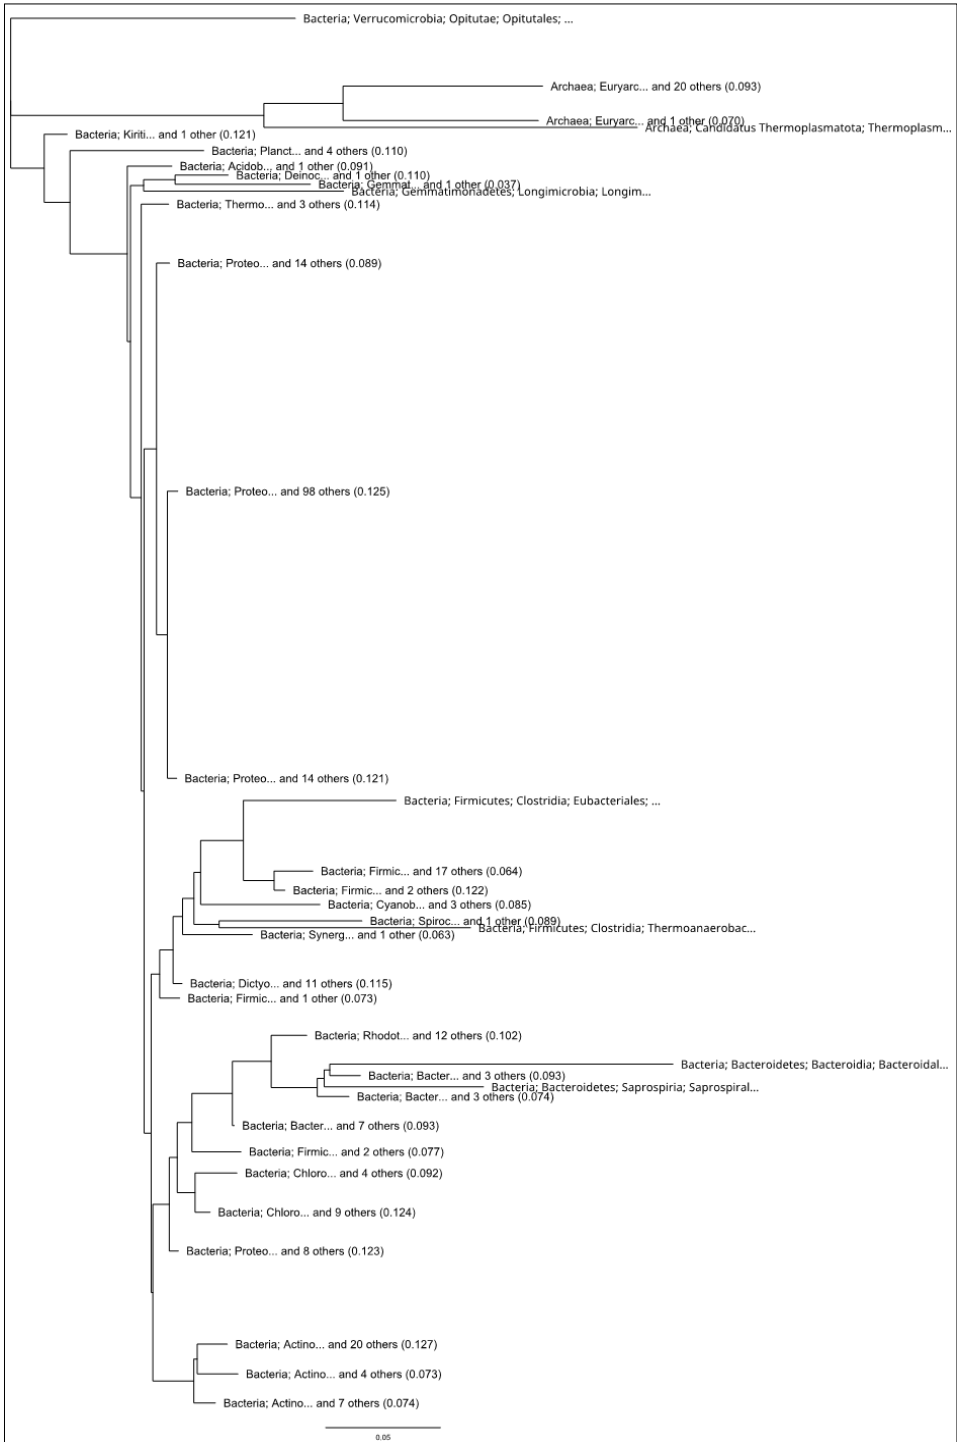 Bacteria; Verrucomicrobia; Opitutae; Opitutales; ...
Archaea; Euryarc... and 20 others (0.093)
Archaea; Euryarc... and 1 other (0.070)
Archaea; Candidatus Thermoplasmatota; Thermoplasm...
Bacteria; Kiriti... and 1 other (0.121)
Bacteria; Planct... and 4 others (0.110)
Bacteria; Acidob... and 1 other (0.091)
Bacteria; Deinoc... and 1 other (0.110)
Bacteria; Gemmat... and 1 other (0.037)
Bacteria; Gemmatimonadetes; Longimicrobia; Longim...
Bacteria; Thermo... and 3 others (0.114)
Bacteria; Proteo... and 14 others (0.089)
Bacteria; Proteo... and 98 others (0.125)
Bacteria; Proteo... and 14 others (0.121)
Bacteria; Firmicutes; Clostridia; Eubacteriales; ...
Bacteria; Firmic... and 17 others (0.064)
Bacteria; Firmic... and 2 others (0.122)
Bacteria; Cyanob... and 3 others (0.085)
Bacteria; Spiroc... and 1 other (0.089)
Bacteria; Firmicutes; Clostridia; Thermoanaerobac...
Bacteria; Synerg... and 1 other (0.063)
Bacteria; Dictyo... and 11 others (0.115)
Bacteria; Firmic... and 1 other (0.073)
Bacteria; Rhodot... and 12 others (0.102)
Bacteria; Bacteroidetes; Bacteroidia; Bacteroidal...
Bacteria; Bacter... and 3 others (0.093)
Bacteria; Bacteroidetes; Saprospiria; Saprospiral...
Bacteria; Bacter... and 3 others (0.074)
Bacteria; Bacter... and 7 others (0.093)
Bacteria; Firmic... and 2 others (0.077)
Bacteria; Chloro... and 4 others (0.092)
Bacteria; Chloro... and 9 others (0.124)
Bacteria; Proteo... and 8 others (0.123)
Bacteria; Actino... and 20 others (0.127)
Bacteria; Actino... and 4 others (0.073)
Bacteria; Actino... and 7 others (0.074)
0.05